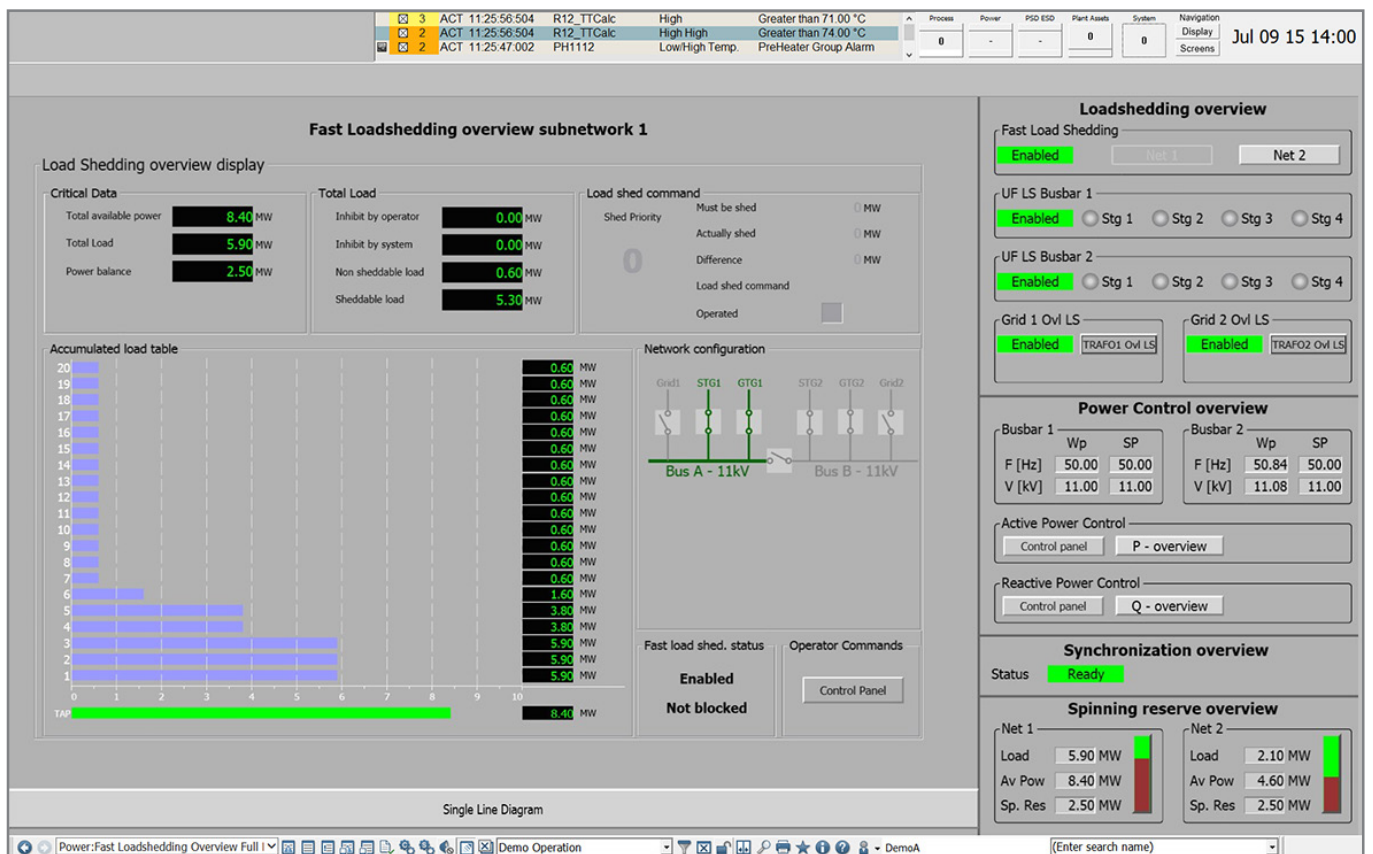 3 ACT 11:25:56:504 R12_TTCalc High Greater than 71.00 °C
2 ACT 11:25:56:504 R12_TTCalc High High Greater than 74.00 °C
2 ACT 11:25:47:002 PH1112 Low/High Temp. PreHeater Group Alarm
Process Power PSD ESD Plant Assets System Navigation
0 - - 0 0
Display
Screens
Jul 09 15 14:00
Fast Loadshedding overview subnetwork 1
Load Shedding overview display
Critical Data
Total available power 8.40 MW
Total Load 5.90 MW
Power balance 2.50 MW
Total Load
Inhibit by operator 0.00 MW
Inhibit by system 0.00 MW
Non sheddable load 0.60 MW
Sheddable load 5.30 MW
Load shed command
Shed Priority
0
Must be shed 0 MW
Actually shed 0 MW
Difference 0 MW
Load shed command
Operated
Accumulated load table
20 0.60 MW
19 0.60 MW
18 0.60 MW
17 0.60 MW
16 0.60 MW
15 0.60 MW
14 0.60 MW
13 0.60 MW
12 0.60 MW
11 0.60 MW
10 0.60 MW
9 0.60 MW
8 0.60 MW
7 0.60 MW
6 1.60 MW
5 3.80 MW
4 3.80 MW
3 5.90 MW
2 5.90 MW
1 5.90 MW
0 1 2 3 4 5 6 7 8 9 10
TAP 8.40 MW
Network configuration
Grid1 STG1 GTG1 STG2 GTG2 Grid2
Bus A - 11kV Bus B - 11kV
Fast load shed. status
Enabled
Not blocked
Operator Commands
Control Panel
Single Line Diagram
Loadshedding overview
Fast Load Shedding
Enabled Net 1 Net 2
UF LS Busbar 1
Enabled Stg 1 Stg 2 Stg 3 Stg 4
UF LS Busbar 2
Enabled Stg 1 Stg 2 Stg 3 Stg 4
Grid 1 Ovl LS
Enabled TRAFO1 Ovl LS
Grid 2 Ovl LS
Enabled TRAFO2 Ovl LS
Power Control overview
Busbar 1
Wp SP
F [Hz] 50.00 50.00
V [kV] 11.00 11.00
Busbar 2
Wp SP
F [Hz] 50.84 50.00
V [kV] 11.08 11.00
Active Power Control
Control panel P - overview
Reactive Power Control
Control panel Q - overview
Synchronization overview
Status Ready
Spinning reserve overview
Net 1
Load 5.90 MW
Av Pow 8.40 MW
Sp. Res 2.50 MW
Net 2
Load 2.10 MW
Av Pow 4.60 MW
Sp. Res 2.50 MW
Power:Fast Loadshedding Overview Full Demo Operation DemoA (Enter search name)